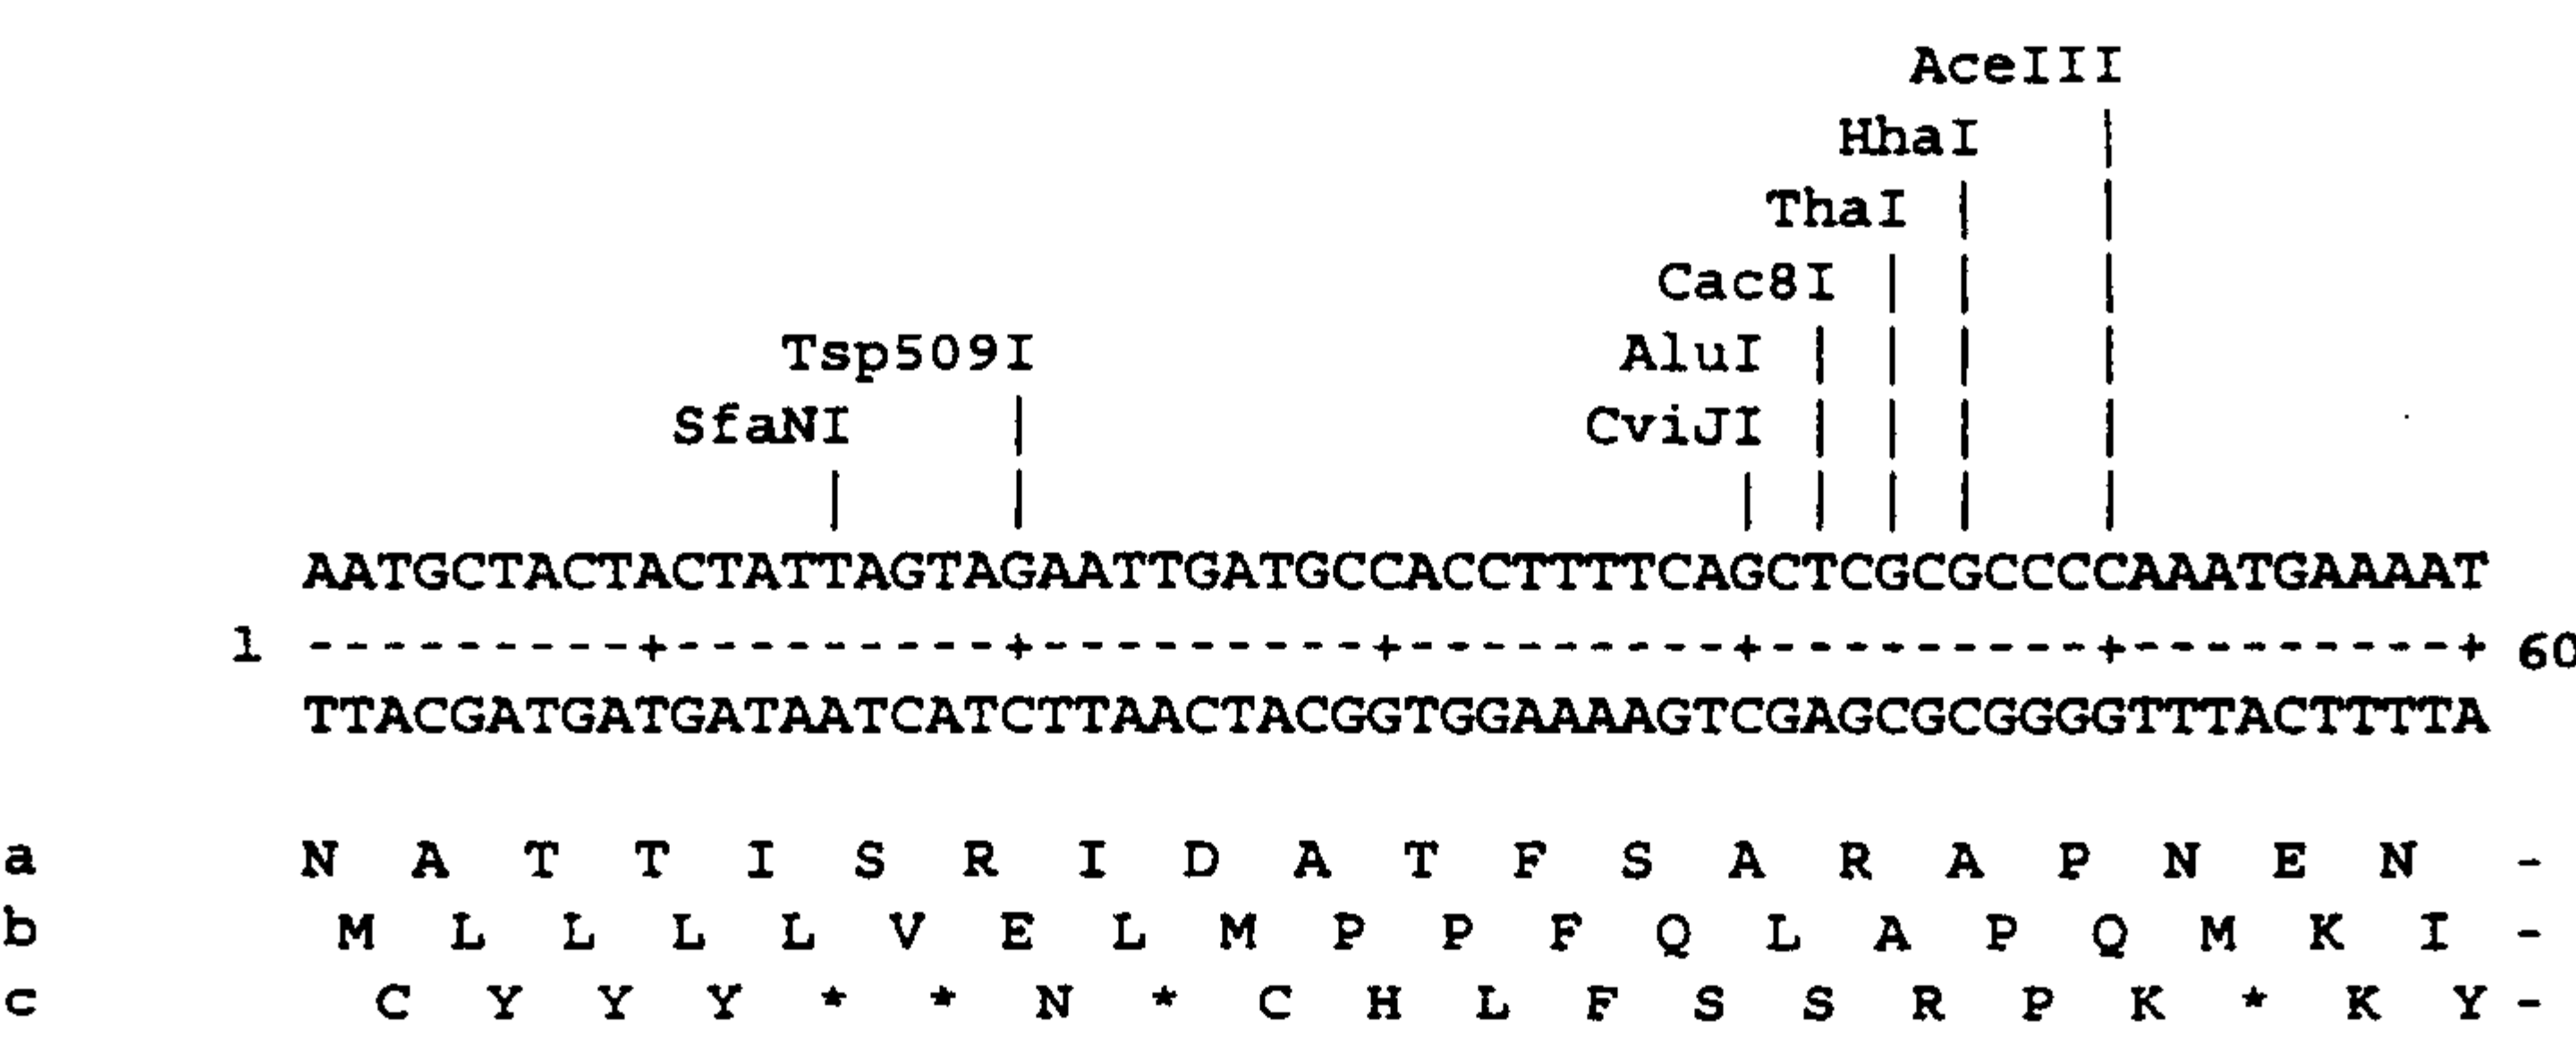 AceIII
HhaI |
ThaI | |
Cac8I | | |
Tsp509I AluI | | | |
SfaNI | CviJI | | | |
| | | | | | |
AATGCTACTACTATTAGTAGAATTGATGCCACCTTTTCAGCTCGCGCCCCAAATGAAAAT
1 ---------+---------+---------+---------+---------+---------+ 60
TTACGATGATGATAATCATCTTAACTACGGTGGAAAAGTCGAGCGCGGGGTTTACTTTTA
a N A T T I S R I D A T F S A R A P N E N -
b M L L L L V E L M P P F Q L A P Q M K I -
c C Y Y Y * * N * C H L F S S R P K * K Y -